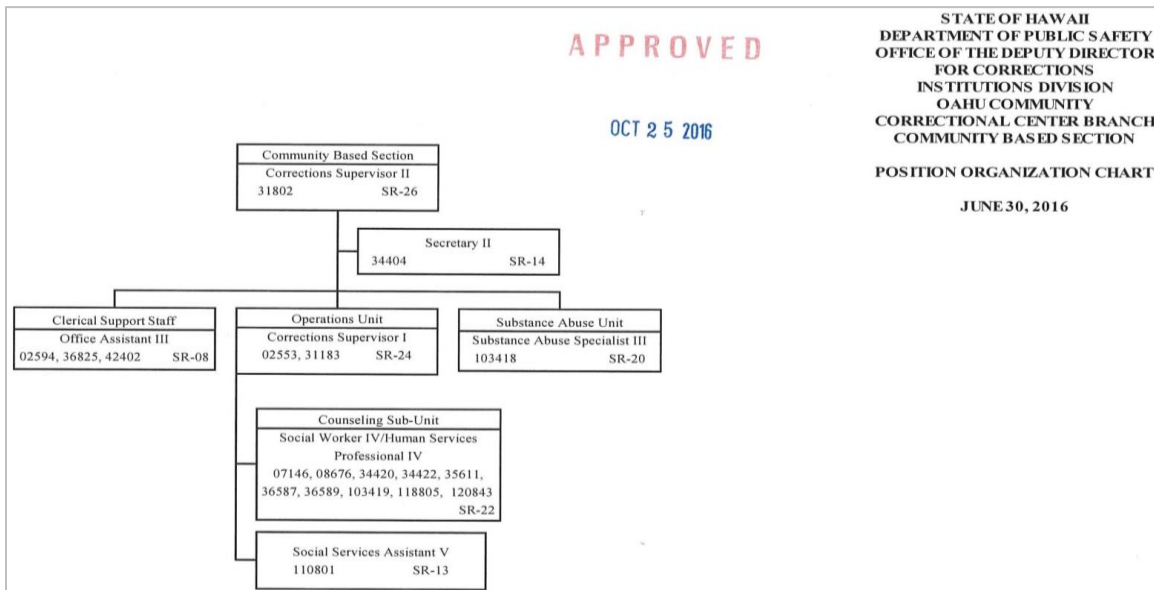 APPROVED
OCT 25 2016
STATE OF HAWAII
DEPARTMENT OF PUBLIC SAFETY
OFFICE OF THE DEPUTY DIRECTOR
FOR CORRECTIONS
INSTITUTIONS DIVISION
OAHU COMMUNITY
CORRECTIONAL CENTER BRANCH
COMMUNITY BASED SECTION
POSITION ORGANIZATION CHART
JUNE 30, 2016
Community Based Section
Corrections Supervisor II
31802 SR-26
Secretary II
34404 SR-14
Clerical Support Staff
Office Assistant III
02594, 36825, 42402 SR-08
Operations Unit
Corrections Supervisor I
02553, 31183 SR-24
Substance Abuse Unit
Substance Abuse Specialist III
103418 SR-20
Counseling Sub-Unit
Social Worker IV/Human Services
Professional IV
07146, 08676, 34420, 34422, 35611,
36587, 36589, 103419, 118805, 120843
SR-22
Social Services Assistant V
110801 SR-13